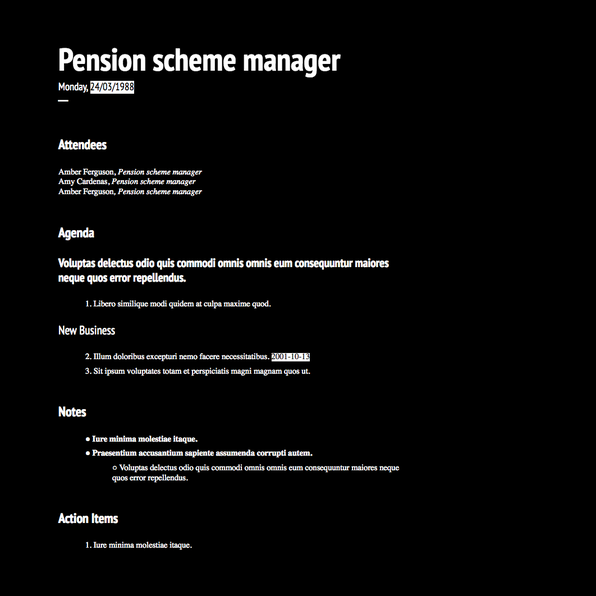 Pension scheme manager
Monday, 24/03/1988
Attendees
Amber Ferguson, Pension scheme manager
Amy Cardenas, Pension scheme manager
Amber Ferguson, Pension scheme manager
Agenda
Voluptas delectus odio quis commodi omnis omnis eum consequuntur maiores
neque quos error repellendus.
1. Libero similique modi quidem at culpa maxime quod.
New Business
2. Illum doloribus excepturi nemo facere necessitatibus. 2001-10-13
3. Sit ipsum voluptates totam et perspiciatis magni magnam quos ut.
Notes
● Iure minima molestiae itaque.
● Praesentium accusantium sapiente assumenda corrupti autem.
○ Voluptas delectus odio quis commodi omnis omnis eum consequuntur maiores neque
quos error repellendus.
Action Items
1. Iure minima molestiae itaque.